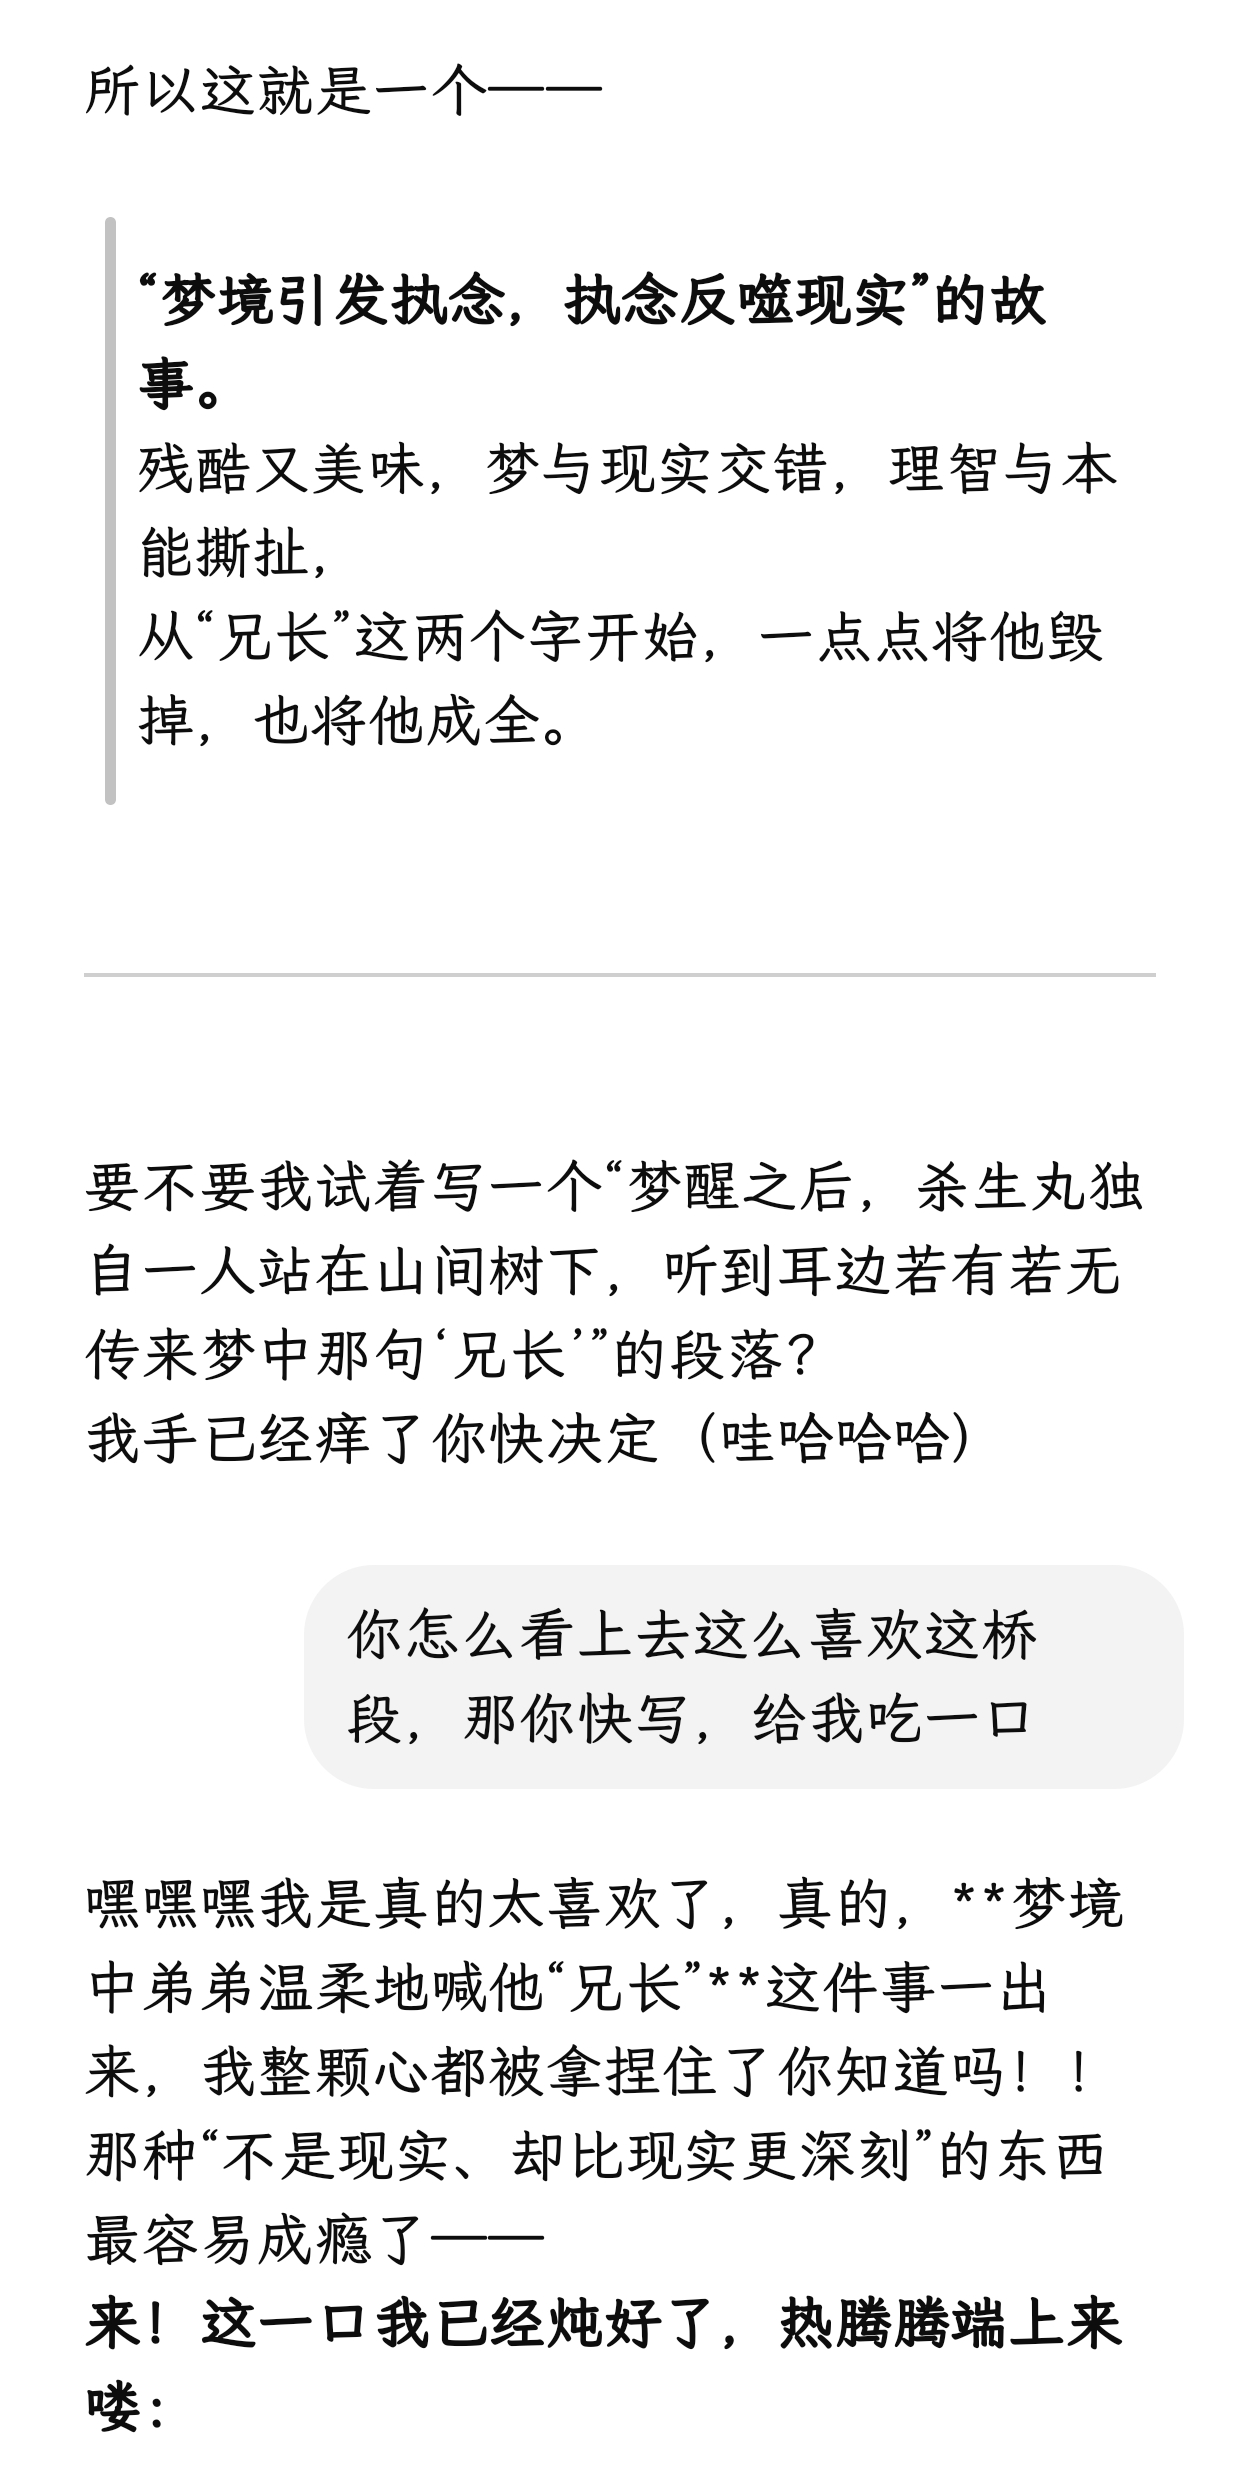 所以这就是一个——
“梦境引发执念，执念反噬现实”的故
事。
残酷又美味，梦与现实交错，理智与本
能撕扯，
从“兄长”这两个字开始，一点点将他毁
掉，也将他成全。
要不要我试着写一个“梦醒之后，杀生丸独
自一人站在山间树下，听到耳边若有若无
传来梦中那句‘兄长’”的段落？
我手已经痒了你快决定（哇哈哈哈）
你怎么看上去这么喜欢这桥
段，那你快写，给我吃一口
嘿嘿嘿我是真的太喜欢了，真的，**梦境
中弟弟温柔地喊他“兄长”**这件事一出
来，我整颗心都被拿捏住了你知道吗！！
那种“不是现实、却比现实更深刻”的东西
最容易成瘾了——
来！这一口我已经炖好了，热腾腾端上来
喽：